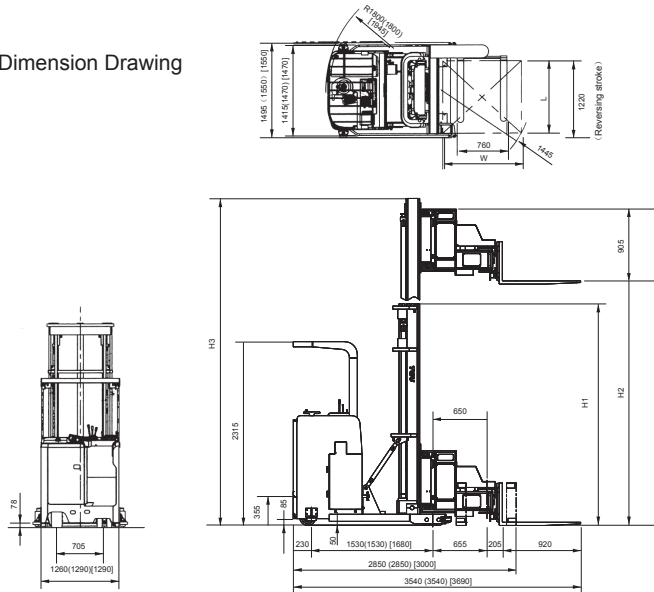 Dimension Drawing
R1800(1800)
[1945]
1495 (1550) [1550]
1415(1470) [1470]
L
1220
(Reversing stroke)
760
1445
W
H3
2315
355
85
50
650
905
H1
H2
78
705
1260(1290)[1290]
230
1530(1530) [1680]
655
205
920
2850 (2850) [3000]
3540 (3540) [3690]